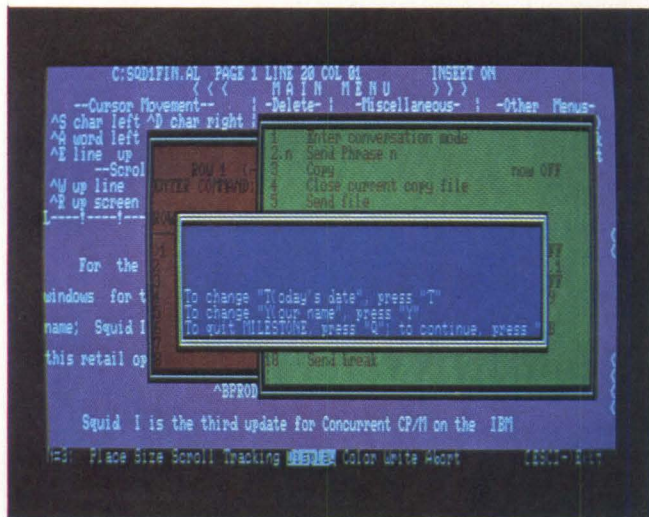 C:SQD1FIN.AL PAGE 1 LINE 20 COL 01 INSERT ON
< < < M A I N M E N U > > >
--Cursor Movement-- | -Delete- | -Miscellaneous- | -Other Menus-
^S char left ^D char right
^A word left
^E line up
--Scrol
^W up line
^R up screen
L----!----!---
ROW 1
ENTER COMMAND:
ROW
1 Enter conversation mode
2.n Send Phrase n
3 Copy now OFF
4 Close current copy file
5 Send file
For the
windows for t
name; Squid I
this retail op
To change "T(oday's date", press "T"
To change "Y(our name", press "Y"
To quit MILESTONE, press "Q"; to continue, press "
18 Send break
^BPROD
Squid I is the third update for Concurrent CP/M on the IBM
Place Size Scroll Tracking Display Color Write Abort